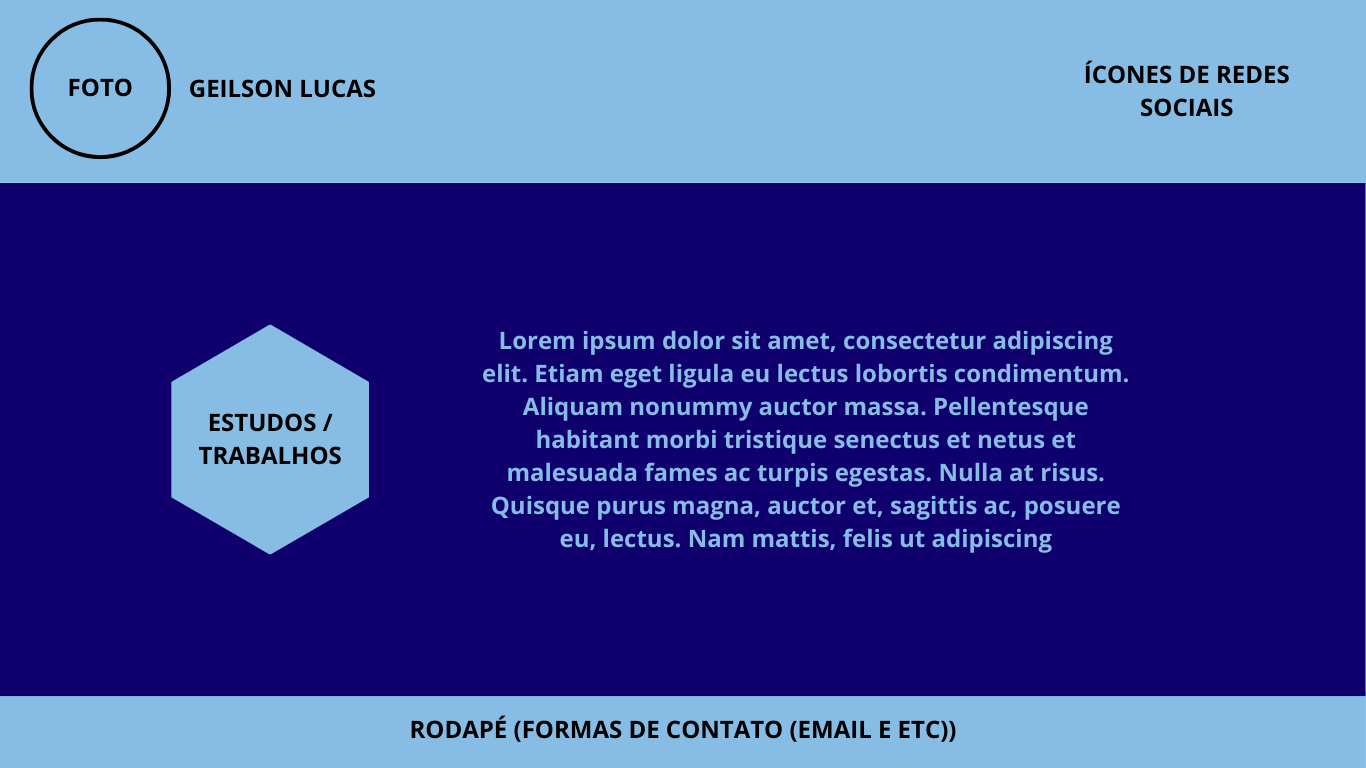 FOTO
GEILSON LUCAS
ÍCONES DE REDES
SOCIAIS
ESTUDOS /
TRABALHOS
Lorem ipsum dolor sit amet, consectetur adipiscing
elit. Etiam eget ligula eu lectus lobortis condimentum.
Aliquam nonummy auctor massa. Pellentesque
habitant morbi tristique senectus et netus et
malesuada fames ac turpis egestas. Nulla at risus.
Quisque purus magna, auctor et, sagittis ac, posuere
eu, lectus. Nam mattis, felis ut adipiscing
RODAPÉ (FORMAS DE CONTATO (EMAIL E ETC))